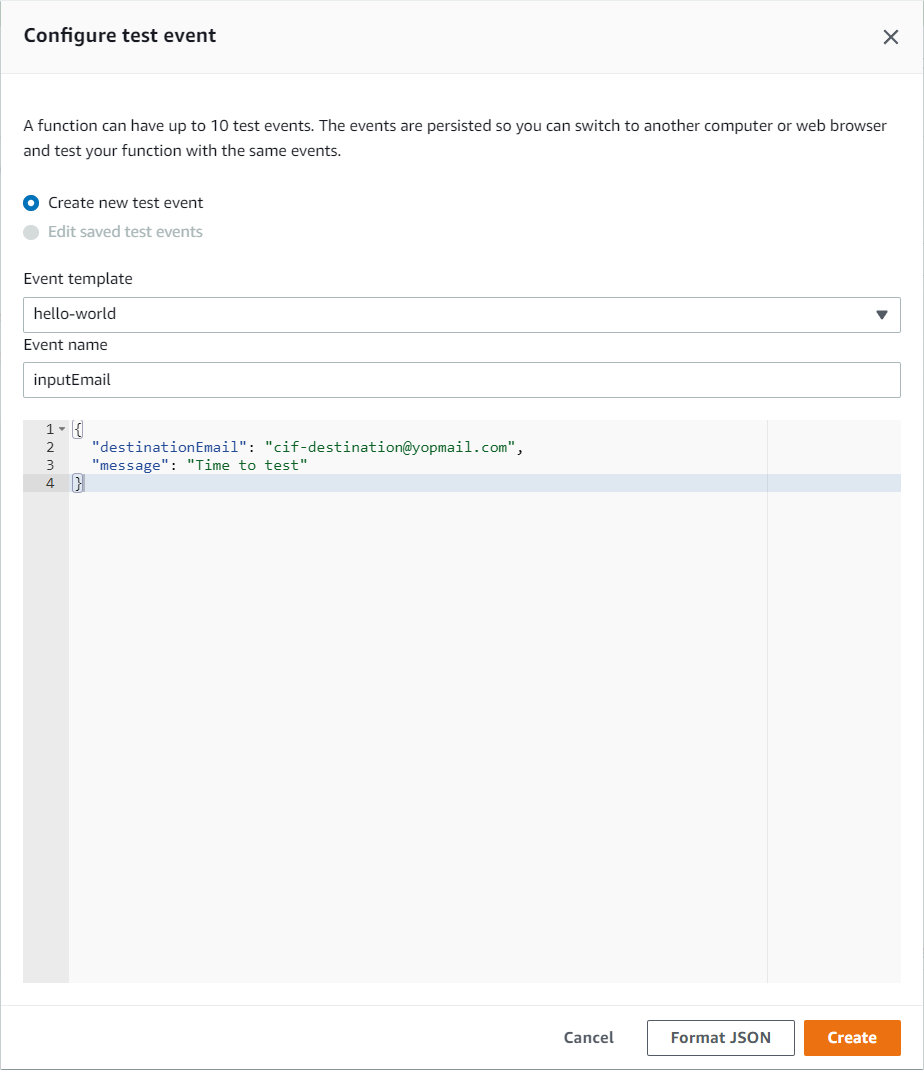 Configure test event
A function can have up to 10 test events. The events are persisted so you can switch to another computer or web browser
and test your function with the same events.
Create new test event
Edit saved test events
Event template
hello-world
Event name
inputEmail
1 {
2 "destinationEmail": "cif-destination@yopmail.com",
3 "message": "Time to test"
4 }
Cancel Format JSON Create